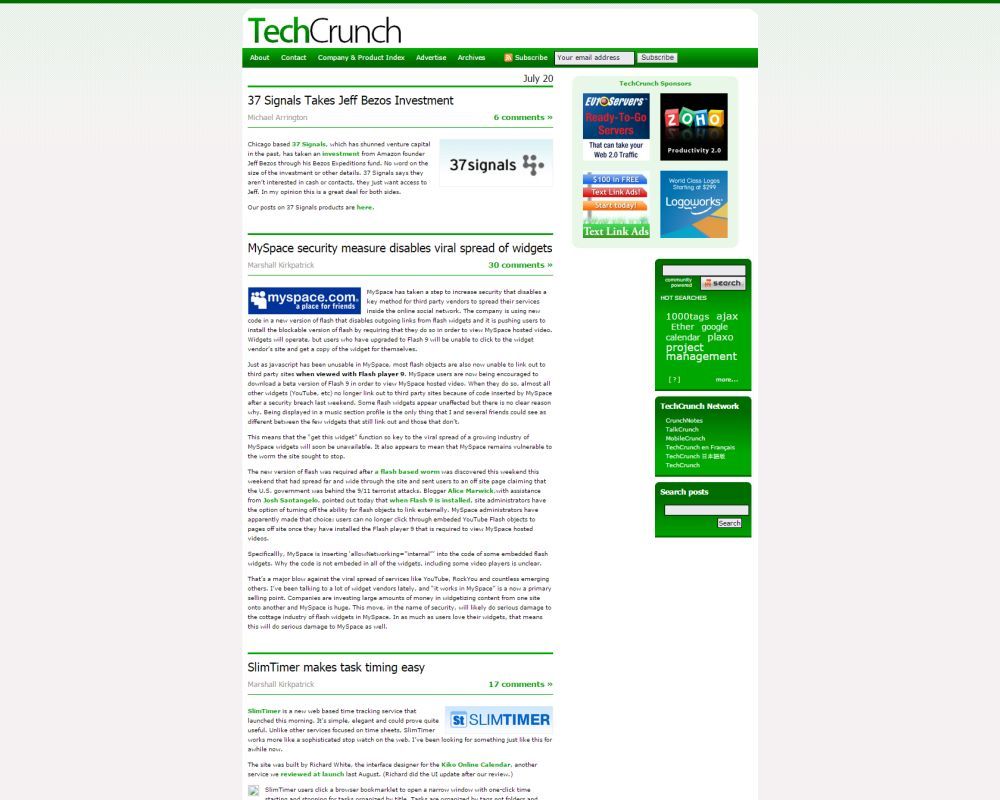 TechCrunch
About Contact Company & Product Index Advertise Archives Subscribe Your email address Subscribe
July 20
37 Signals Takes Jeff Bezos Investment
Michael Arrington 6 comments »
Chicago based 37 Signals, which has shunned venture capital
in the past, has taken an investment from Amazon founder
Jeff Bezos through his Bezos Expeditions fund. No word on the
size of the investment or other details. 37 Signals says they
aren't interested in cash or contacts, they just want access to
Jeff. In my opinion this is a great deal for both sides.
37signals
Our posts on 37 Signals products are here.
MySpace security measure disables viral spread of widgets
Marshall Kirkpatrick 30 comments »
myspace.com
a place for friends
MySpace has taken a step to increase security that disables a
key method for third party vendors to spread their services
inside the online social network. The company is using new
code in a new version of flash that disables outgoing links from flash widgets and it is pushing users to
install the blockable version of flash by requiring that they do so in order to view MySpace hosted video.
Widgets will operate, but users who have upgraded to Flash 9 will be unable to click to the widget
vendor's site and get a copy of the widget for themselves.
Just as javascript has been unusable in MySpace, most flash objects are also now unable to link out to
third party sites when viewed with Flash player 9. MySpace users are now being encouraged to
download a beta version of Flash 9 in order to view MySpace hosted video. When they do so, almost all
other widgets (YouTube, etc) no longer link out to third party sites because of code inserted by MySpace
after a security breach last weekend. Some flash widgets appear unaffected but there is no clear reason
why. Being displayed in a music section profile is the only thing that I and several friends could see as
different between the few widgets that still link out and those that don't.
This means that the "get this widget" function so key to the viral spread of a growing industry of
MySpace widgets will soon be unavailable. It also appears to mean that MySpace remains vulnerable to
the worm she sought to stop.
The new version of flash was required after a flash based worm was discovered this weekend this
weekend that had spread far and wide through the site and sent users to an off site page claiming that
the U.S. government was behind the 9/11 terrorist attacks. Blogger Alice Marwick,with assistance
from Josh Santangelo, pointed out today that when Flash 9 is installed, site administrators have
the option of turning off the ability for flash objects to link externally. MySpace administrators have
apparently made that choice; users can no longer click through embeded YouTube Flash objects to
pages off site once they have installed the Flash player 9 that is required to view MySpace hosted
videos.
Specifically, MySpace is inserting 'allowNetworking="internal"' into the code of some embedded flash
widgets. Why the code is not embeded in all of the widgets, including some video players is unclear.
That's a major blow against the viral spread of services like YouTube, RockYou and countless emerging
others. I've been talking to a lot of widget vendors lately, and "it works in MySpace" is a now a primary
selling point. Companies are investing large amounts of money in widgetizing content from one site
onto another and MySpace is huge. This move, in the name of security, will likely do serious damage to
the cottage industry of flash widgets in MySpace. In as much as users love their widgets, that means
this will do serious damage to MySpace as well.
SlimTimer makes task timing easy
Marshall Kirkpatrick 17 comments »
SlimTimer is a new web based time tracking service that
launched this morning. It's simple, elegant and could prove quite
useful. Unlike other services focused on time sheets, SlimTimer
works more like a sophisticated stop watch on the web. I've been looking for something just like this for
awhile now.
St SLIMTIMER
The site was built by Richard White, the interface designer for the Kiko Online Calendar, another
service we reviewed at launch last August. (Richard did the UI update after our review.)
SlimTimer users click a browser bookmarklet to open a narrow window with one-click time
starting and stopping for tasks organized by title. Tasks are organized by tags not folders and
TechCrunch Sponsors
EuroServers
Ready-To-Go
Servers
That can take your
Web 2.0 Traffic
ZOHO
Productivity 2.0
$100 in FREE
Text Link Ads!
Start today!
Text Link Ads
World Class Logos
Starting at $299
Logoworks
community
powered
search
HOT SEARCHES
1000tags ajax
Ether google
calendar plaxo
project
management
[?] more...
TechCrunch Network
CrunchNotes
TalkCrunch
MobileCrunch
TechCrunch en Français
TechCrunch 日本語版
TechCrunch
Search posts
Search